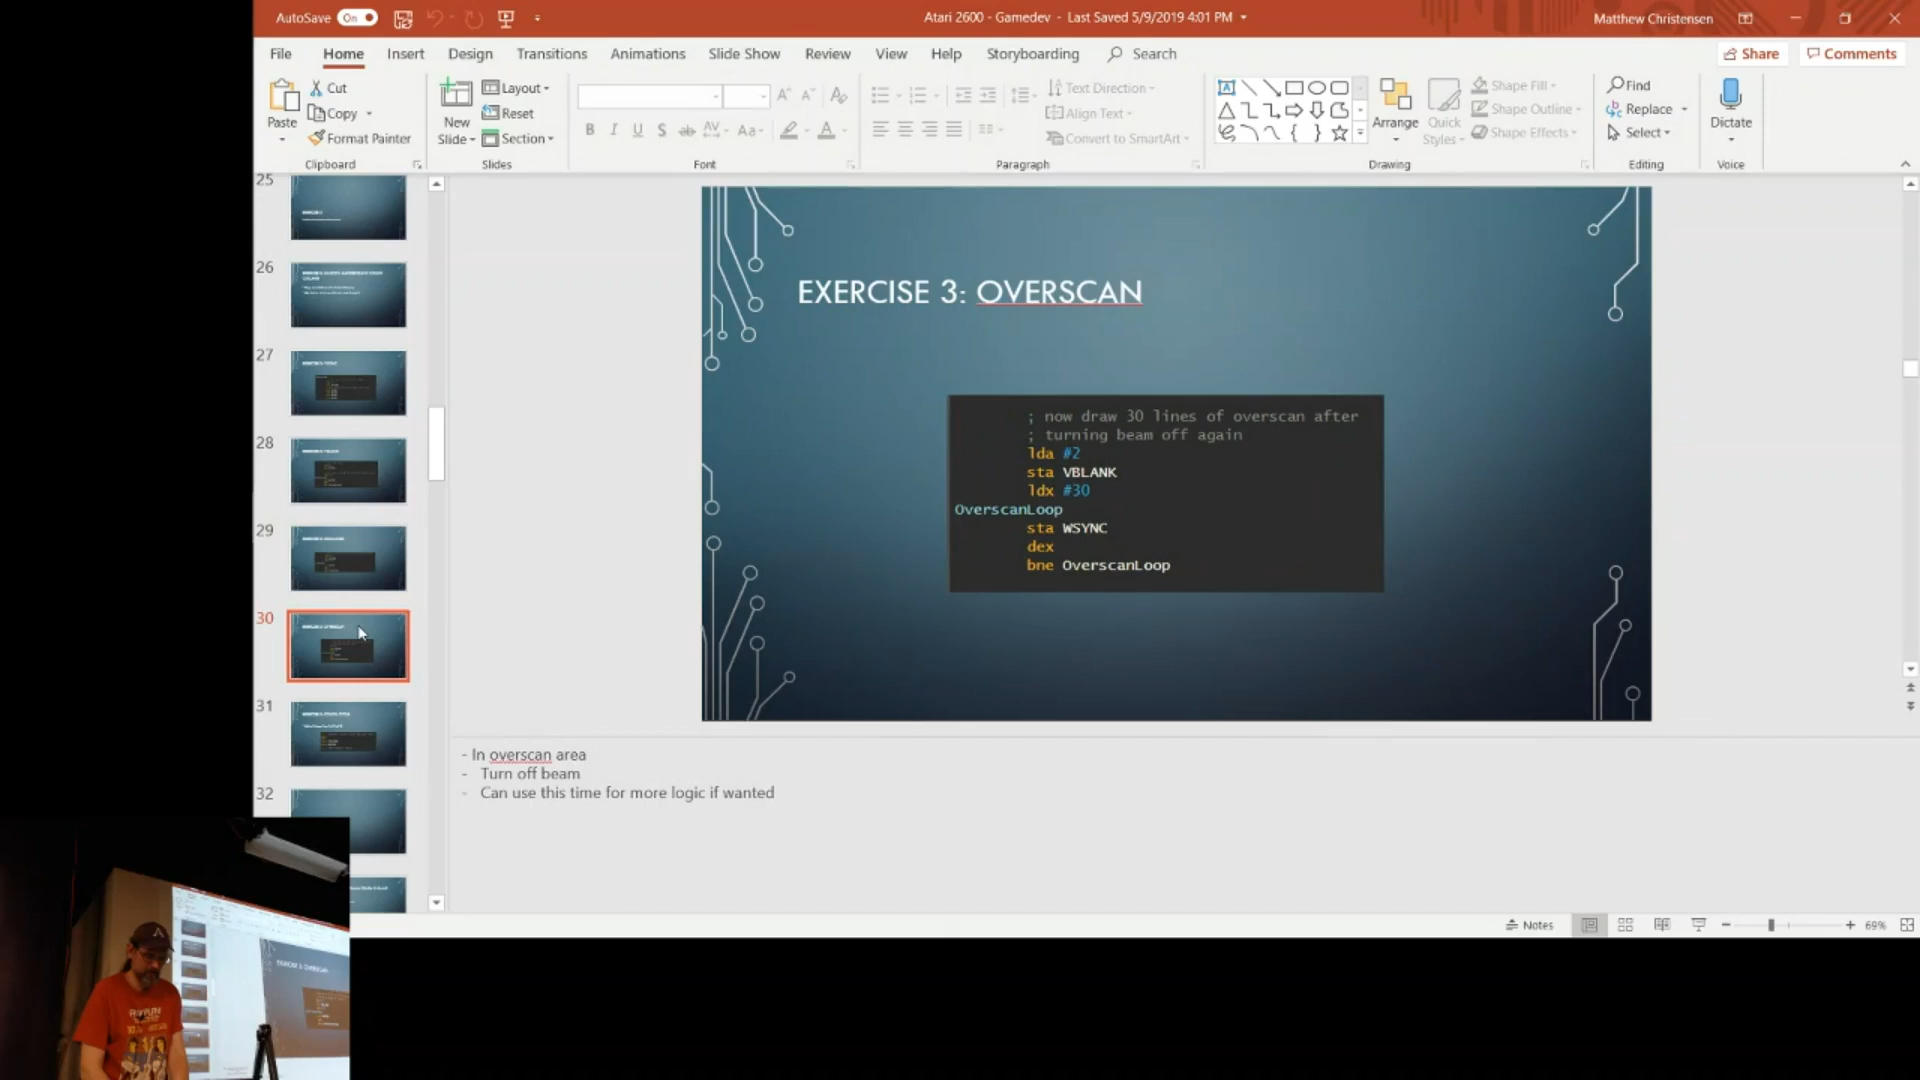 AutoSave On
Atari 2600 - Gamedev - Last Saved 5/9/2019 4:01 PM
Matthew Christensen
File Home Insert Design Transitions Animations Slide Show Review View Help Storyboarding Search
Share Comments
Paste Cut Copy Format Painter
Clipboard
New Slide Layout Reset Section
Slides
B I U S ab AV Aa A
Font
Text Direction
Align Text
Convert to SmartArt
Paragraph
Arrange Quick Styles
Shape Fill
Shape Outline
Shape Effects
Drawing
Find
Replace
Select
Editing
Dictate
Voice
25
26
27
28
29
30
31
32
EXERCISE 3: OVERSCAN
; now draw 30 lines of overscan after
; turning beam off again
lda #2
sta VBLANK
ldx #30
OverscanLoop
sta WSYNC
dex
bne OverscanLoop
- In overscan area
- Turn off beam
- Can use this time for more logic if wanted
Notes 69%